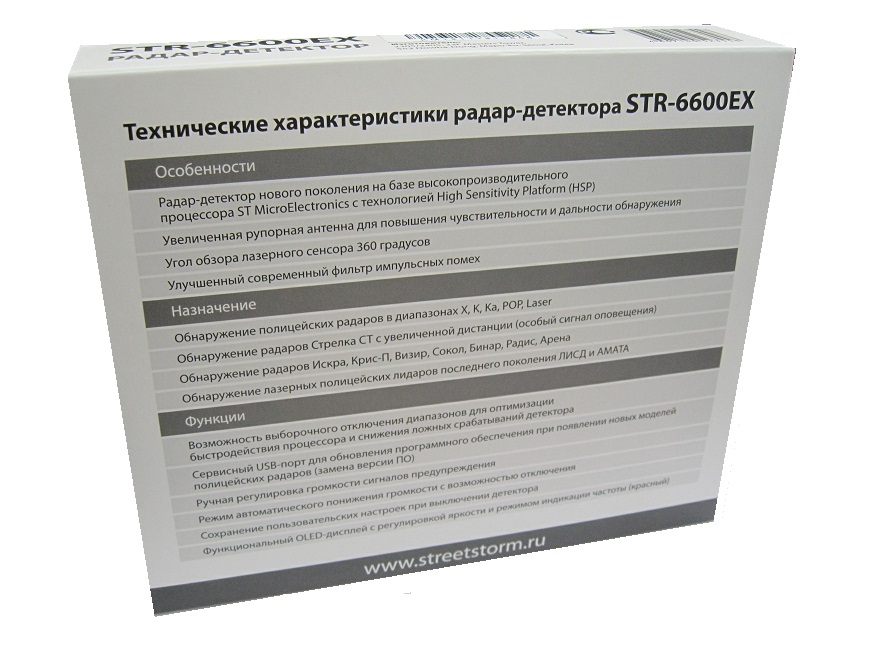 STR-6600EX
РАДАР-ДЕТЕКТОР
Технические характеристики радар-детектора STR-6600EX
Особенности
Радар-детектор нового поколения на базе высокопроизводительного
процессора ST MicroElectronics с технологией High Sensitivity Platform (HSP)
Увеличенная рупорная антенна для повышения чувствительности и дальности обнаружения
Угол обзора лазерного сенсора 360 градусов
Улучшенный современный фильтр импульсных помех
Назначение
Обнаружение полицейских радаров в диапазонах X, K, Ka, POP, Laser
Обнаружение радаров Стрелка СТ с увеличенной дистанции (особый сигнал оповещения)
Обнаружение радаров Искра, Крис-П, Визир, Сокол, Бинар, Радис, Арена
Обнаружение лазерных полицейских лидаров последнего поколения ЛИСД и АМАТА
Функции
Возможность выборочного отключения диапазонов для оптимизации
быстродействия процессора и снижения ложных срабатываний детектора
Сервисный USB-порт для обновления программного обеспечения при появлении новых моделей
полицейских радаров (замена версии ПО)
Ручная регулировка громкости сигналов предупреждения
Режим автоматического понижения громкости с возможностью отключения
Сохранение пользовательских настроек при выключении детектора
Функциональный OLED-дисплей с регулировкой яркости и режимом индикации частоты (красный)
www.streetstorm.ru